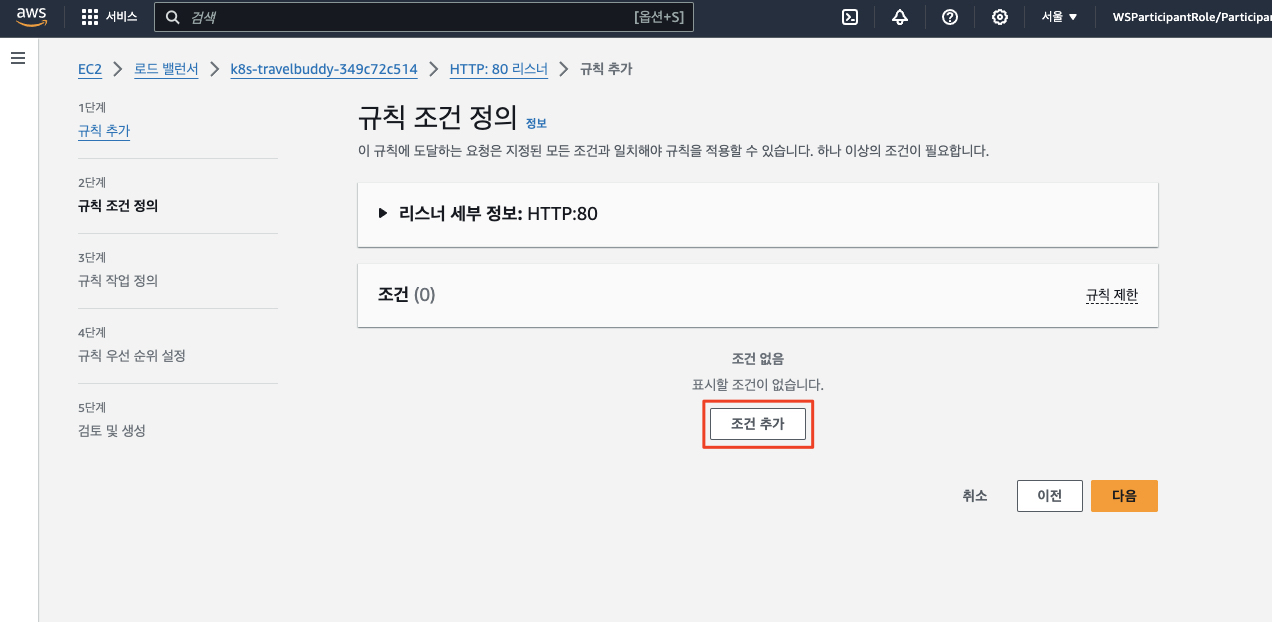 aws
서비스
검색
[옵션+S]
서울
WSParticipantRole/Participa
EC2
로드 밸런서
k8s-travelbuddy-349c72c514
HTTP: 80 리스너
규칙 추가
1단계
규칙 추가
2단계
규칙 조건 정의
3단계
규칙 작업 정의
4단계
규칙 우선 순위 설정
5단계
검토 및 생성
규칙 조건 정의 정보
이 규칙에 도달하는 요청은 지정된 모든 조건과 일치해야 규칙을 적용할 수 있습니다. 하나 이상의 조건이 필요합니다.
리스너 세부 정보: HTTP:80
조건 (0)
규칙 제한
조건 없음
표시할 조건이 없습니다.
조건 추가
취소
이전
다음